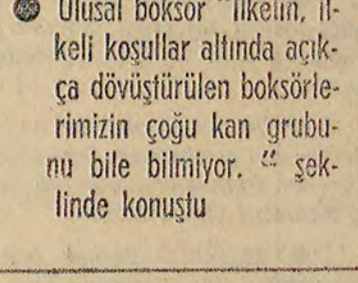 Ulusal boksör "İlkelin, il-
keli koşullar altında açık-
ça dövüştürülen boksörle-
rimizin çoğu kan grubu-
nu bile bilmiyor. " şek-
linde konuştu